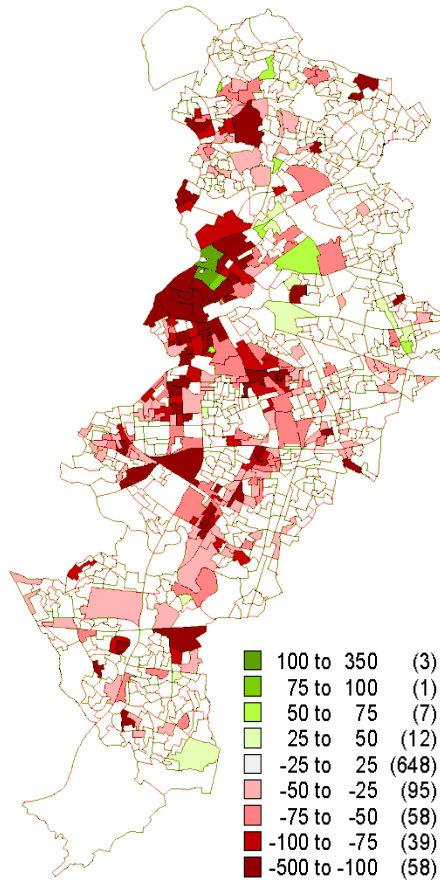 100 to 350 (3)
75 to 100 (1)
50 to 75 (7)
25 to 50 (12)
-25 to 25 (648)
-50 to -25 (95)
-75 to -50 (58)
-100 to -75 (39)
-500 to -100 (58)